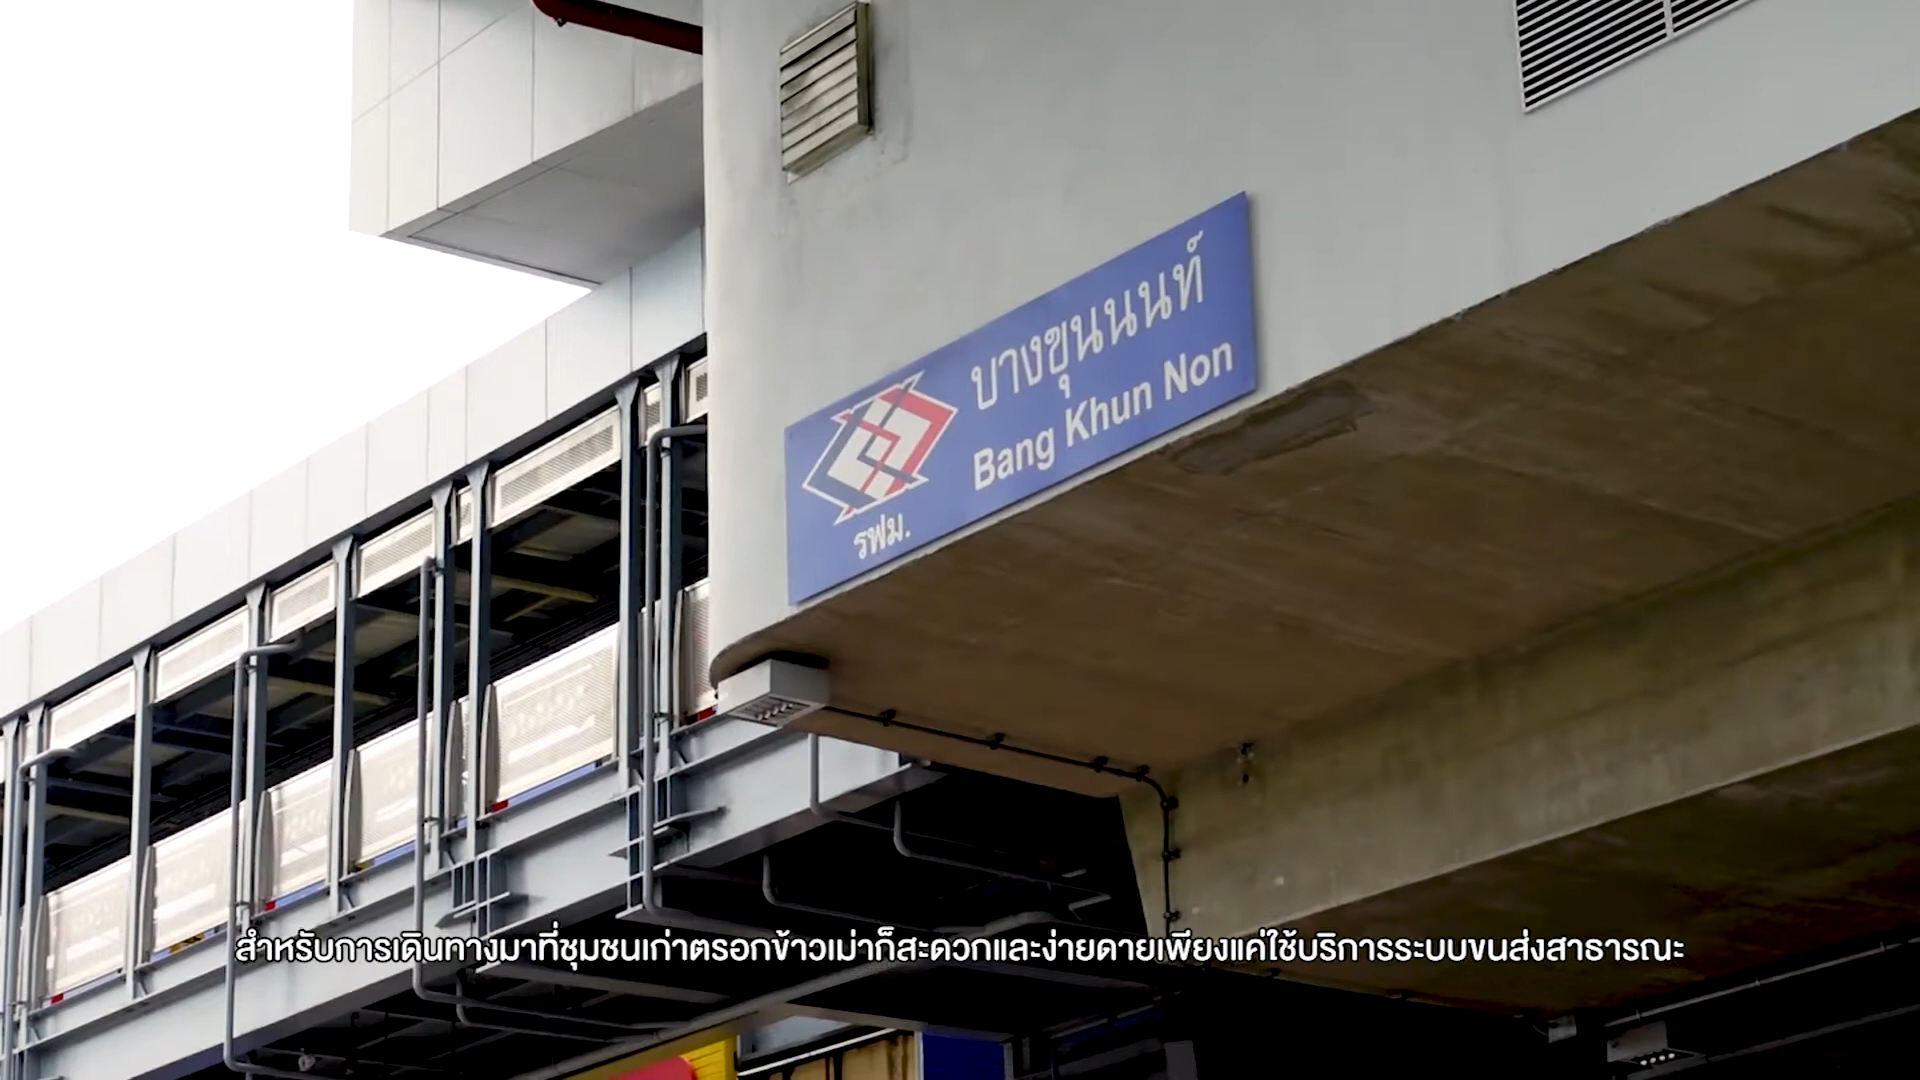 บางขุนนนท์
Bang Khun Non
รฟม.
สำหรับการเดินทางมาที่ชุมชนเก่าตรอกข้าวเม่าก็สะดวกและง่ายดายเพียงแค่ใช้บริการระบบขนส่งสาธารณะ